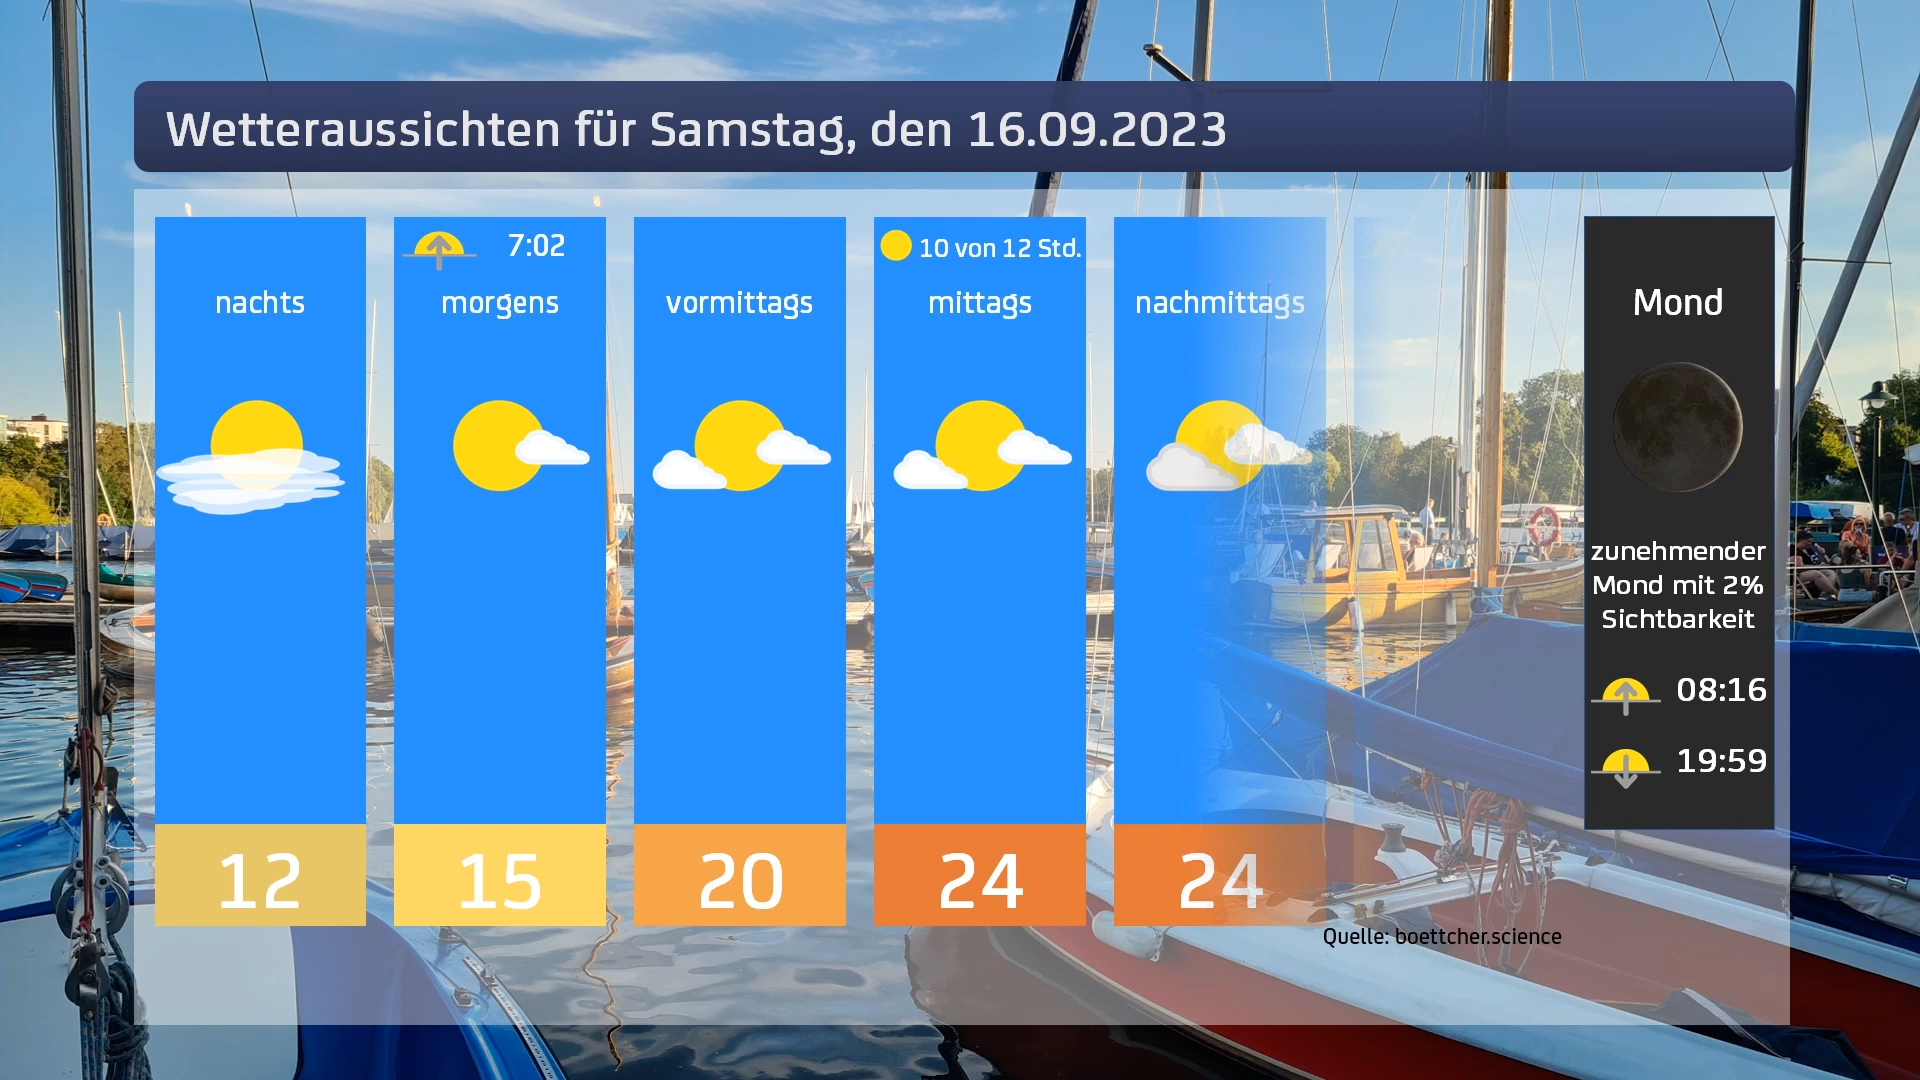 Wetteraussichten für Samstag, den 16.09.2023
nachts
12
7:02
morgens
15
vormittags
20
10 von 12 Std.
mittags
24
nachmittags
24
Mond
zunehmender
Mond mit 2%
Sichtbarkeit
08:16
19:59
Quelle: boettcher.science